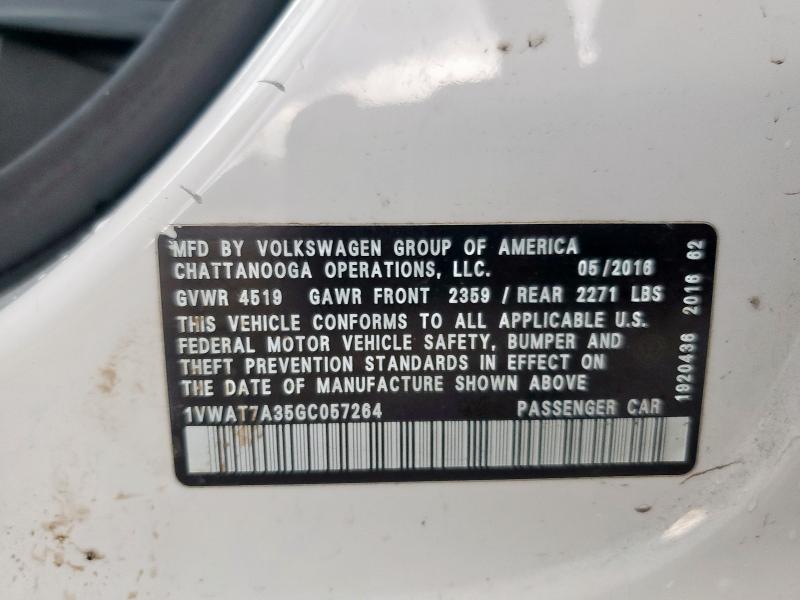 MFD BY VOLKSWAGEN GROUP OF AMERICA
CHATTANOOGA OPERATIONS, LLC. 05/2016
GVWR 4519 GAWR FRONT 2359 / REAR 2271 LBS
THIS VEHICLE CONFORMS TO ALL APPLICABLE U.S.
FEDERAL MOTOR VEHICLE SAFETY, BUMPER AND
THEFT PREVENTION STANDARDS IN EFFECT ON
THE DATE OF MANUFACTURE SHOWN ABOVE
1VWAT7A35GC057264 PASSENGER CAR
1920436 2016 62